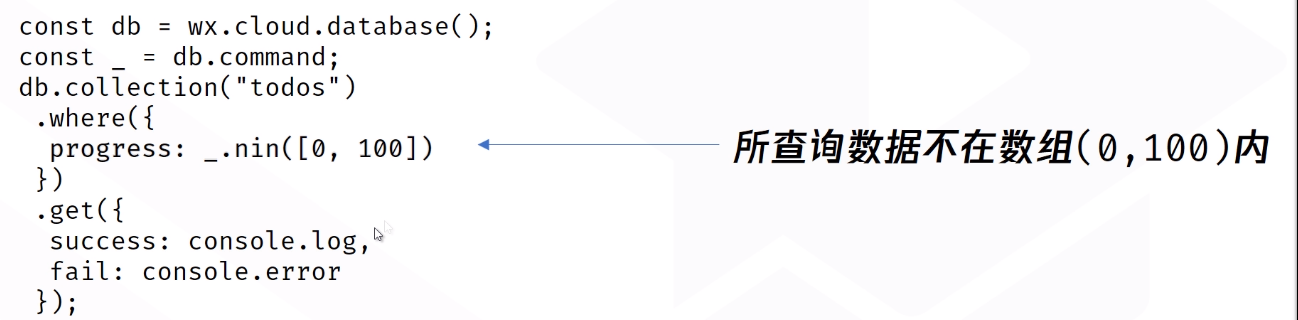 const db = wx.cloud.database();
const _ = db.command;
db.collection("todos")
.where({
progress: _.nin([0, 100])
})
.get({
success: console.log,
fail: console.error
});
所查询数据不在数组(0,100)内